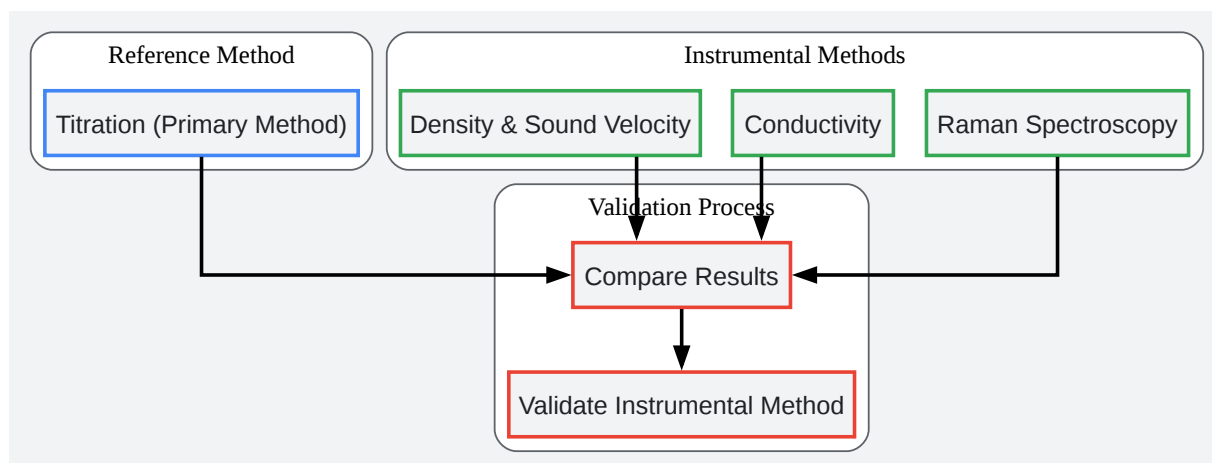 Reference Method
Instrumental Methods
Titration (Primary Method)
Density & Sound Velocity
Conductivity
Raman Spectroscopy
Validation Process
Compare Results
Validate Instrumental Method